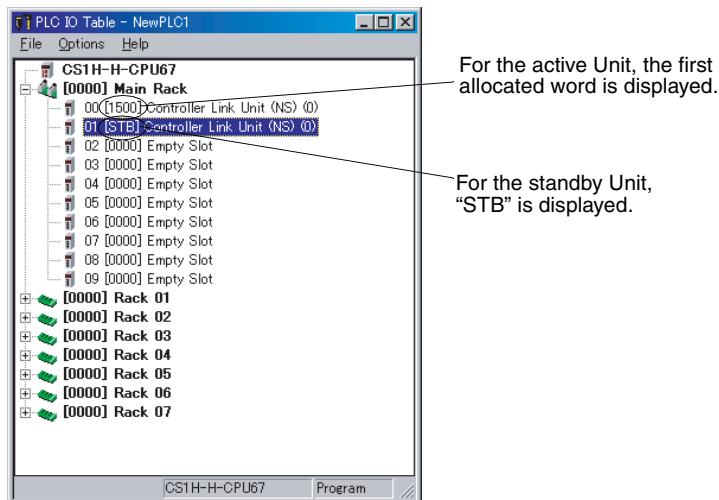 PLC IO Table - NewPLC1
File Options Help
CS1H-H-CPU67
[0000] Main Rack
00 [1500] Controller Link Unit (NS) (0)
01 [STB] Controller Link Unit (NS) (0)
02 [0000] Empty Slot
03 [0000] Empty Slot
04 [0000] Empty Slot
05 [0000] Empty Slot
06 [0000] Empty Slot
07 [0000] Empty Slot
08 [0000] Empty Slot
09 [0000] Empty Slot
[0000] Rack 01
[0000] Rack 02
[0000] Rack 03
[0000] Rack 04
[0000] Rack 05
[0000] Rack 06
[0000] Rack 07
CS1H-H-CPU67 Program
For the active Unit, the first
allocated word is displayed.
For the standby Unit,
“STB” is displayed.